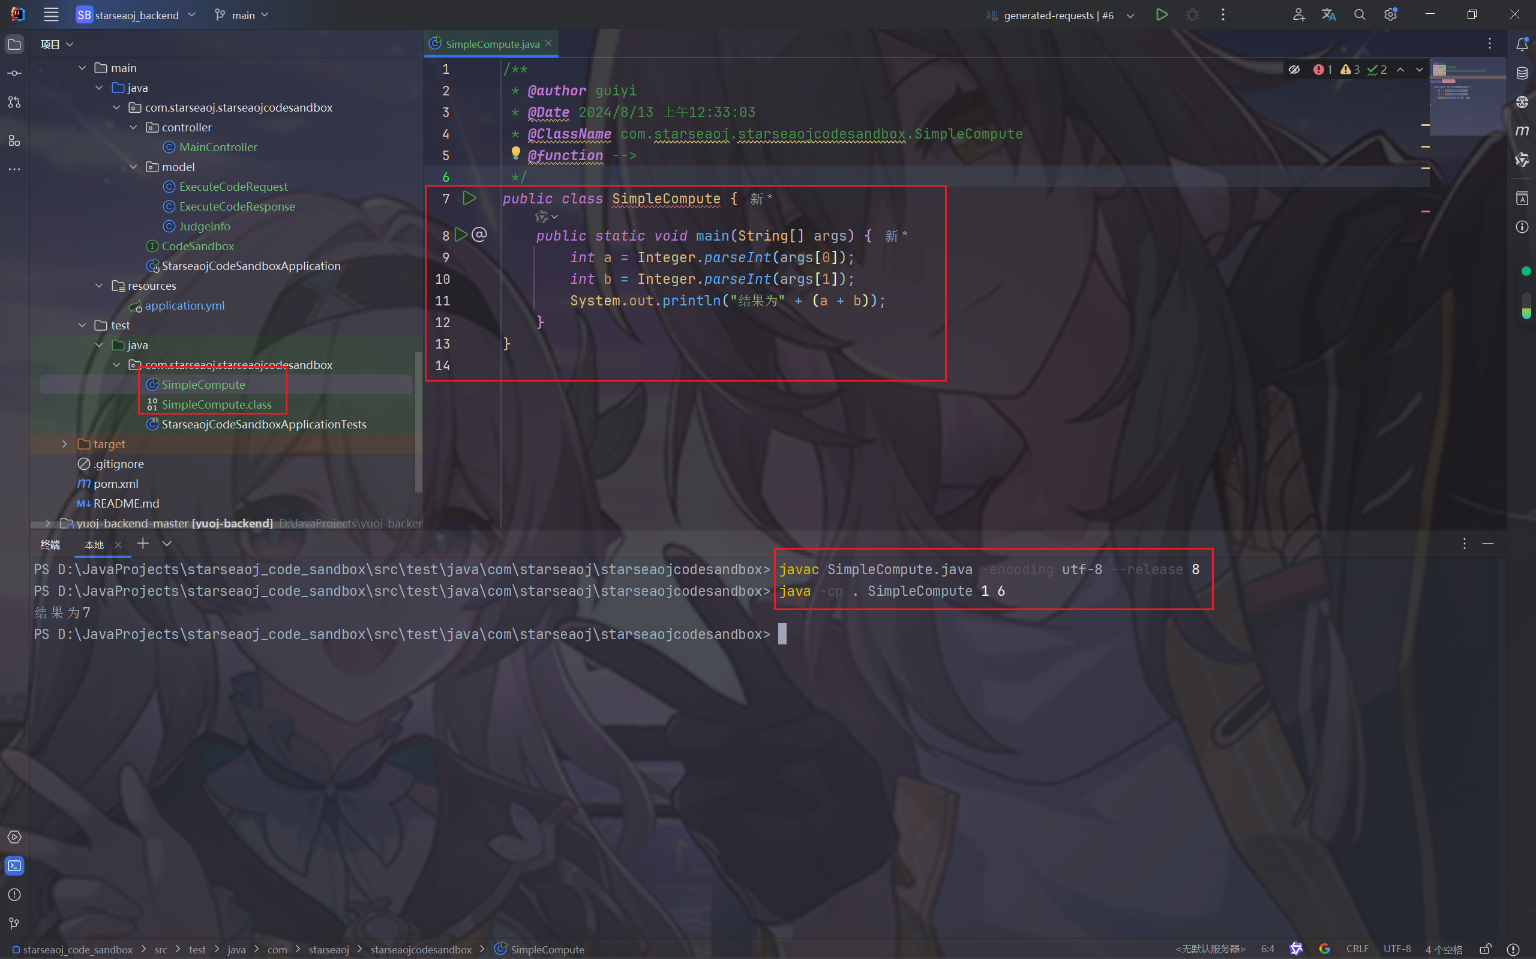 SB starseaoj_backend main generated-requests | #6
项目
main
java
com.starseaoj.starseaojcodesandbox
controller
MainController
model
ExecuteCodeRequest
ExecuteCodeResponse
JudgeInfo
CodeSandbox
StarseaojCodeSandboxApplication
resources
application.yml
test
java
com.starseaoj.starseaojcodesandbox
SimpleCompute
SimpleCompute.class
StarseaojCodeSandboxApplicationTests
target
.gitignore
pom.xml
README.md
yuoj-backend-master [yuoj-backend] D:\JavaProjects\yuoj-backen
SimpleCompute.java
1 3 2
1 /**
2 * @author guiyi
3 * @Date 2024/8/13 上午12:33:03
4 * @ClassName com.starseaoj.starseaojcodesandbox.SimpleCompute
5 * @function -->
6 */
7 public class SimpleCompute { 新 *
8 public static void main(String[] args) { 新 *
9 int a = Integer.parseInt(args[0]);
10 int b = Integer.parseInt(args[1]);
11 System.out.println("结果为" + (a + b));
12 }
13 }
14
终端 本地
PS D:\JavaProjects\starseaoj_code_sandbox\src\test\java\com\starseaoj\starseaojcodesandbox> javac SimpleCompute.java -encoding utf-8 --release 8
PS D:\JavaProjects\starseaoj_code_sandbox\src\test\java\com\starseaoj\starseaojcodesandbox> java -cp . SimpleCompute 1 6
结果为7
PS D:\JavaProjects\starseaoj_code_sandbox\src\test\java\com\starseaoj\starseaojcodesandbox>
starseaoj_code_sandbox > src > test > java > com > starseaoj > starseaojcodesandbox > SimpleCompute <无默认服务器> 6:4 CRLF UTF-8 4 个空格